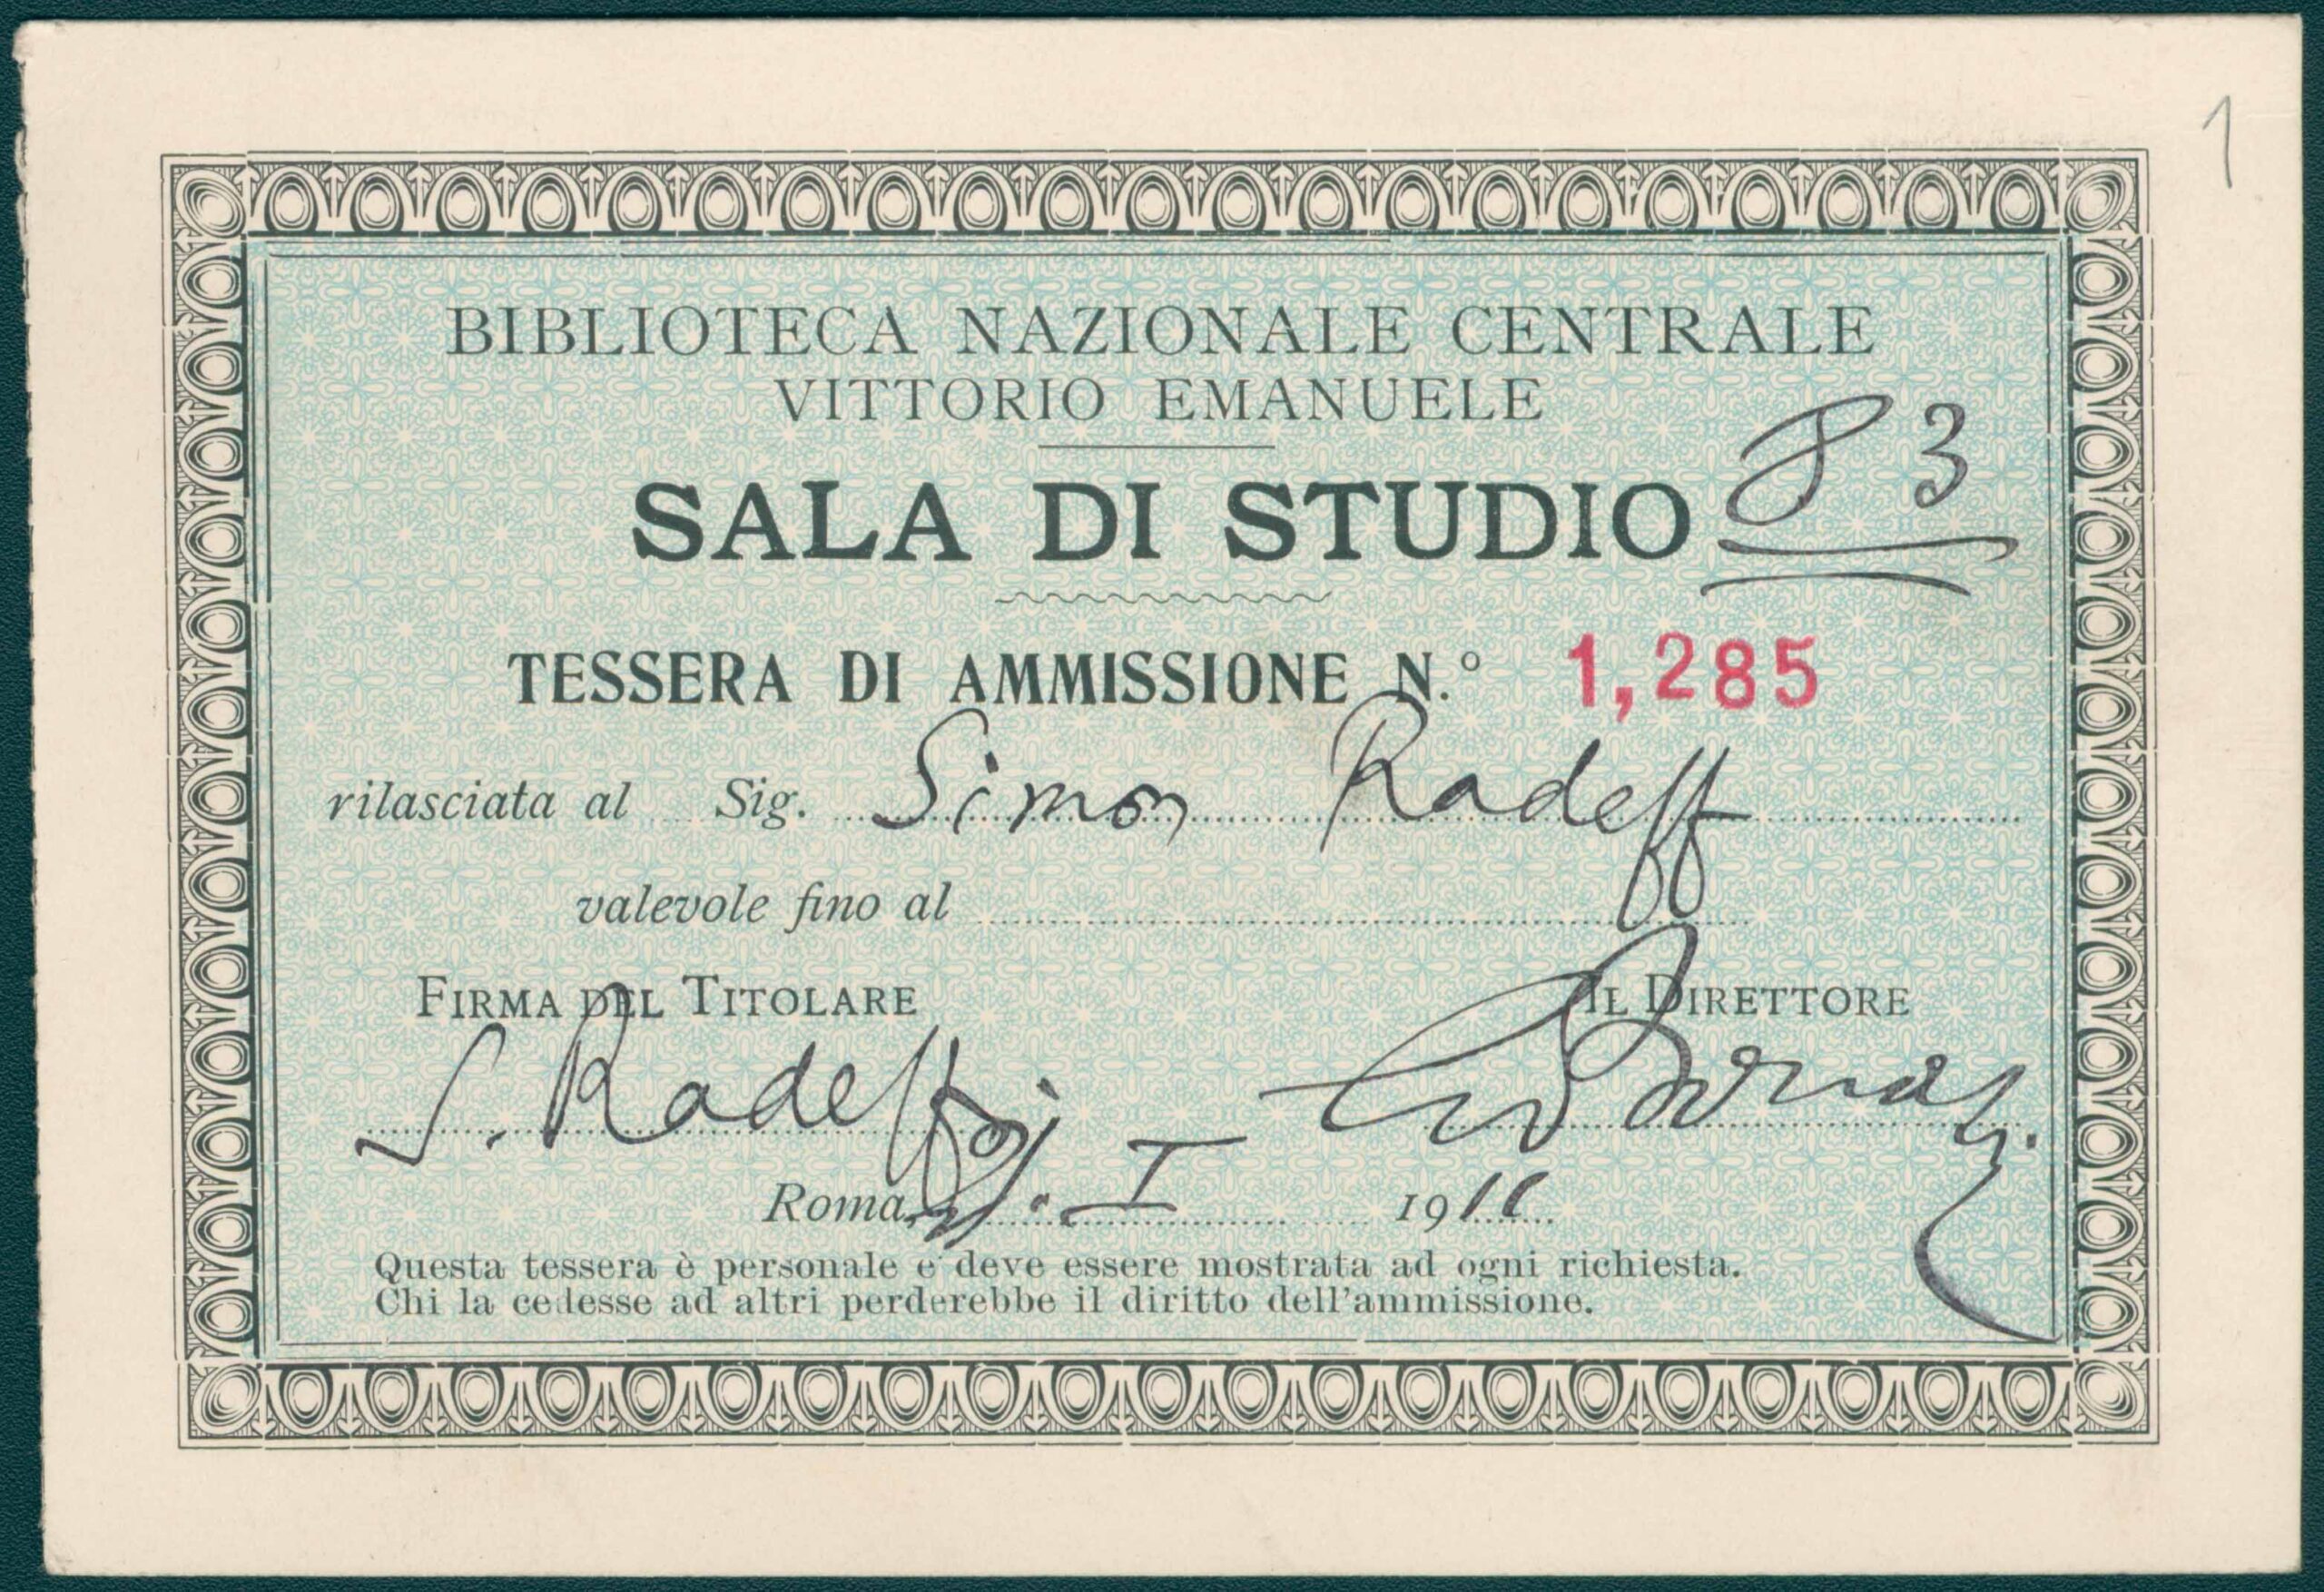 1
BIBLIOTECA NAZIONALE CENTRALE
VITTORIO EMANUELE
83
SALA DI STUDIO
TESSERA DI AMMISSIONE N.° 1,285
rilasciata al Sig. Simon Radeff
valevole fino al
FIRMA DEL TITOLARE IL DIRETTORE
S. Radeff
Roma, I 191
Questa tessera è personale e deve essere mostrata ad ogni richiesta.
Chi la cedesse ad altri perderebbe il diritto dell'ammissione.